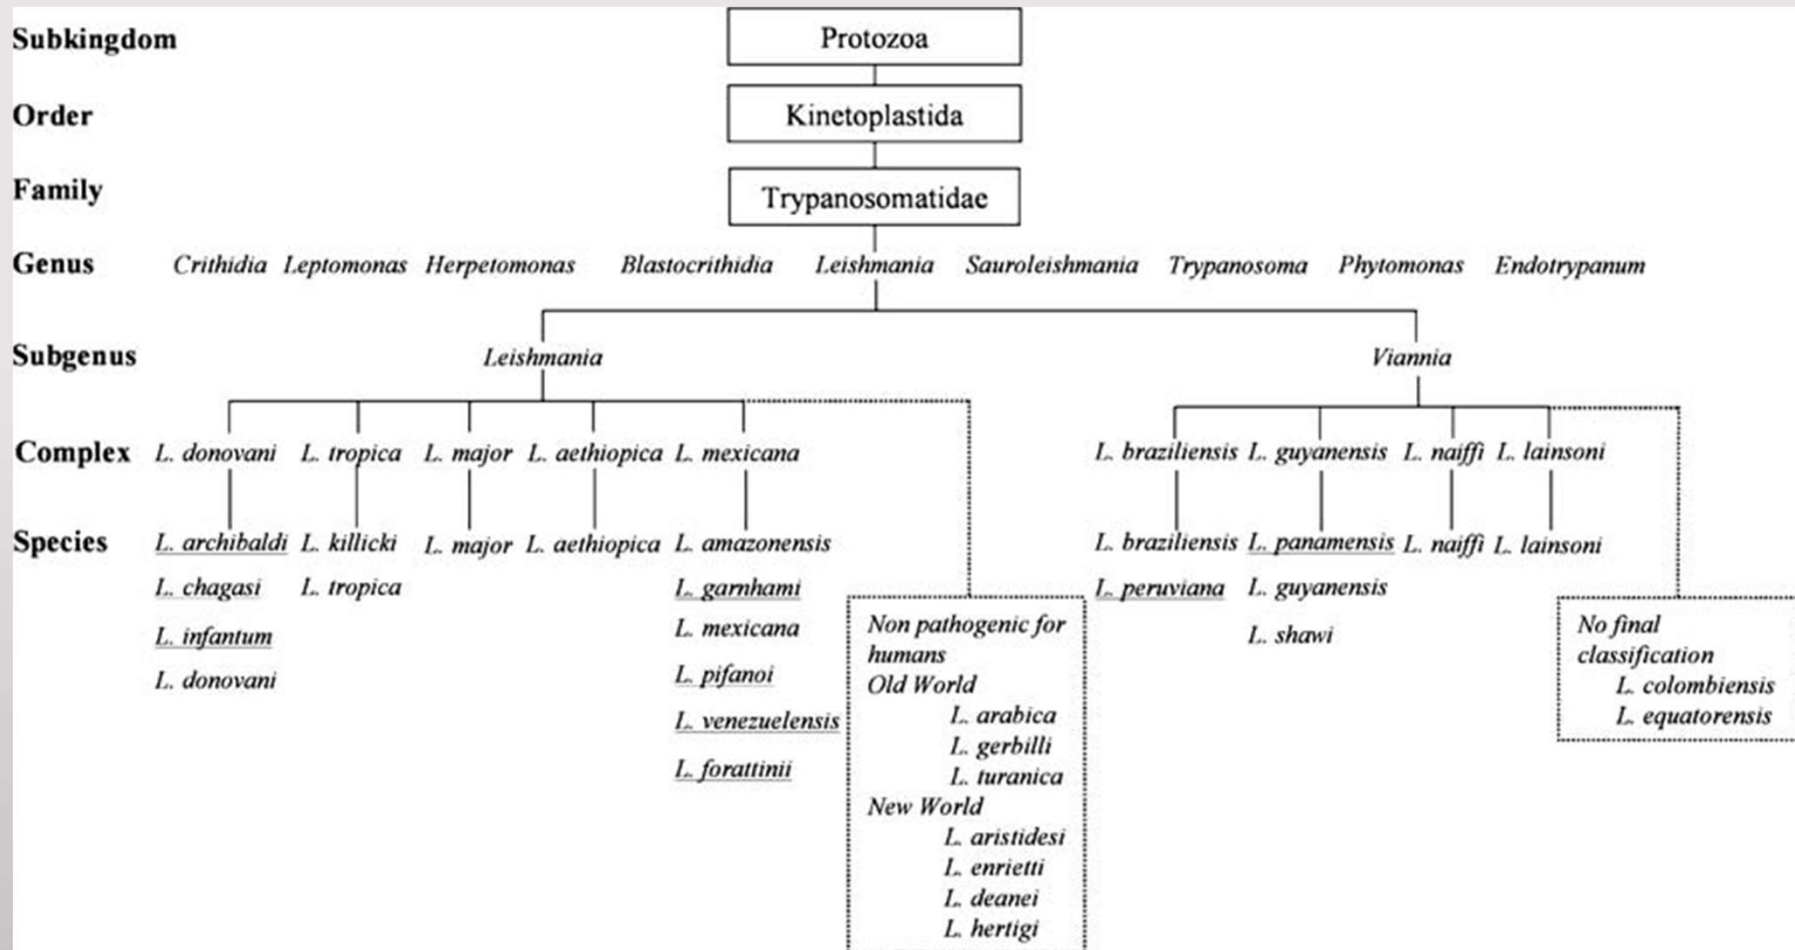 Subkingdom Protozoa
Order Kinetoplastida
Family Trypanosomatidae
Genus Crithidia Leptomonas Herpetomonas Blastocrithidia Leishmania Sauroleishmania Trypanosoma Phytomonas Endotrypanum
Subgenus Leishmania Viannia
Complex L. donovani L. tropica L. major L. aethiopica L. mexicana L. braziliensis L. guyanensis L. naiffi L. lainsoni
Species L. archibaldi L. killicki L. major L. aethiopica L. amazonensis L. braziliensis L. panamensis L. naiffi L. lainsoni
L. chagasi L. tropica L. garnhami L. peruviana L. guyanensis
L. infantum L. mexicana L. shawi
L. donovani L. pifanoi
L. venezuelensis
L. forattinii
Non pathogenic for
humans
Old World
L. arabica
L. gerbilli
L. turanica
New World
L. aristidesi
L. enrietti
L. deanei
L. hertigi
No final
classification
L. colombiensis
L. equatorensis